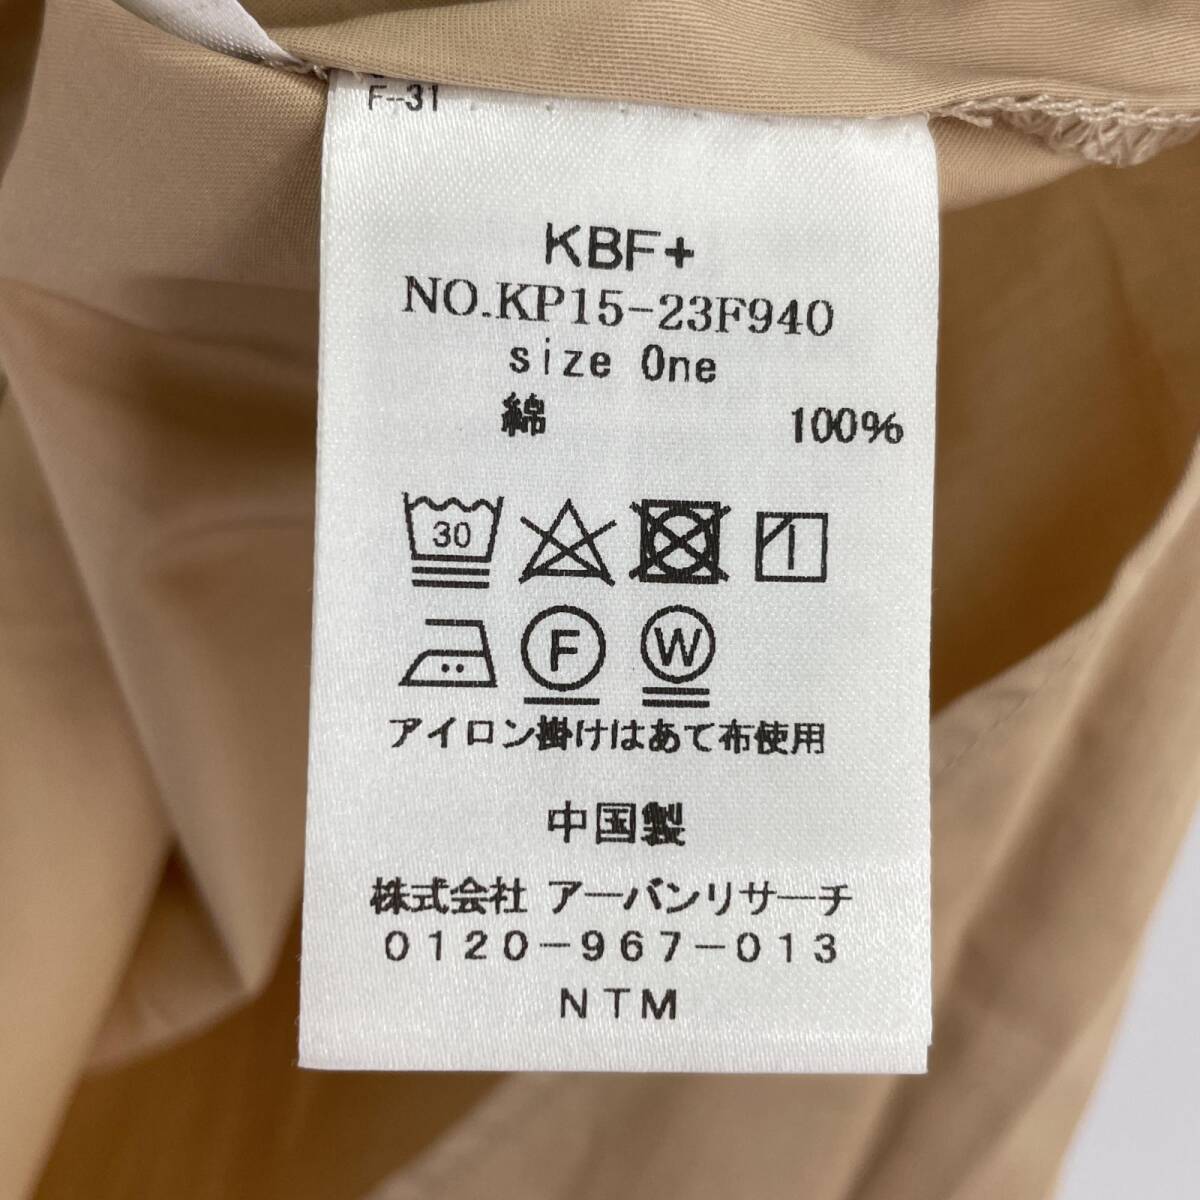 F-31
KBF+
NO.KP15-23F940
size One
綿 100%
30
F W
アイロン掛けはあて布使用
中国製
株式会社 アーバンリサーチ
0120-967-013
NTM